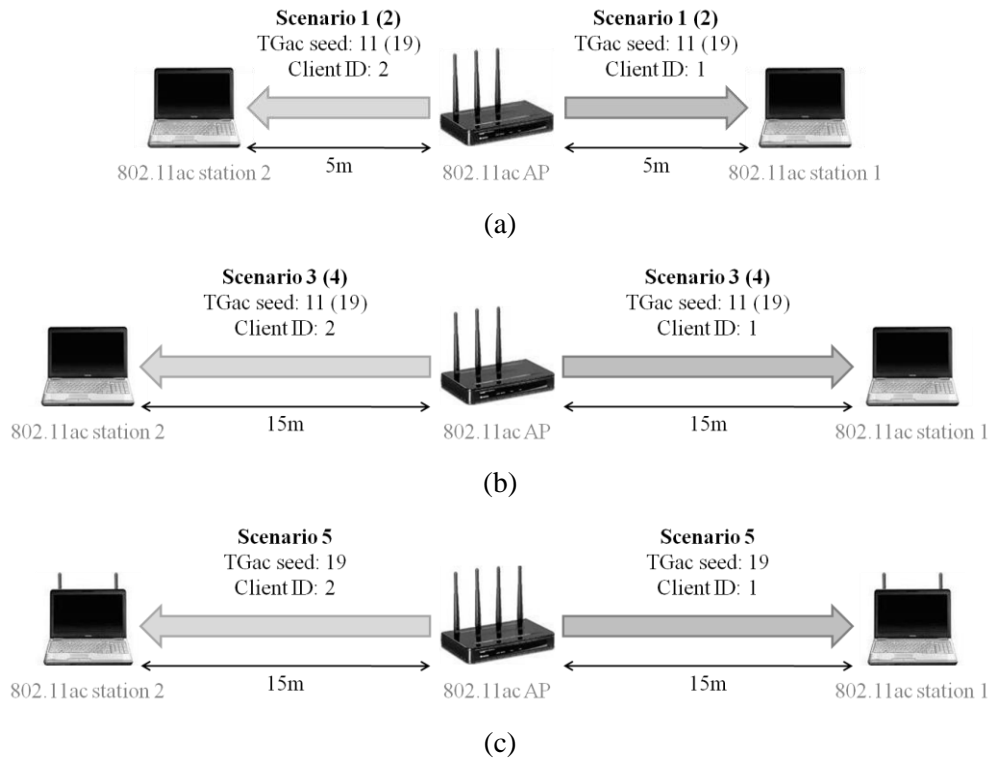 Scenario 1 (2) Scenario 1 (2)
TGac seed: 11 (19) TGac seed: 11 (19)
Client ID: 2 Client ID: 1
5m 5m
802.11ac station 2 802.11ac AP 802.11ac station 1
(a)
Scenario 3 (4) Scenario 3 (4)
TGac seed: 11 (19) TGac seed: 11 (19)
Client ID: 2 Client ID: 1
15m 15m
802.11ac station 2 802.11ac AP 802.11ac station 1
(b)
Scenario 5 Scenario 5
TGac seed: 19 TGac seed: 19
Client ID: 2 Client ID: 1
15m 15m
802.11ac station 2 802.11ac AP 802.11ac station 1
(c)